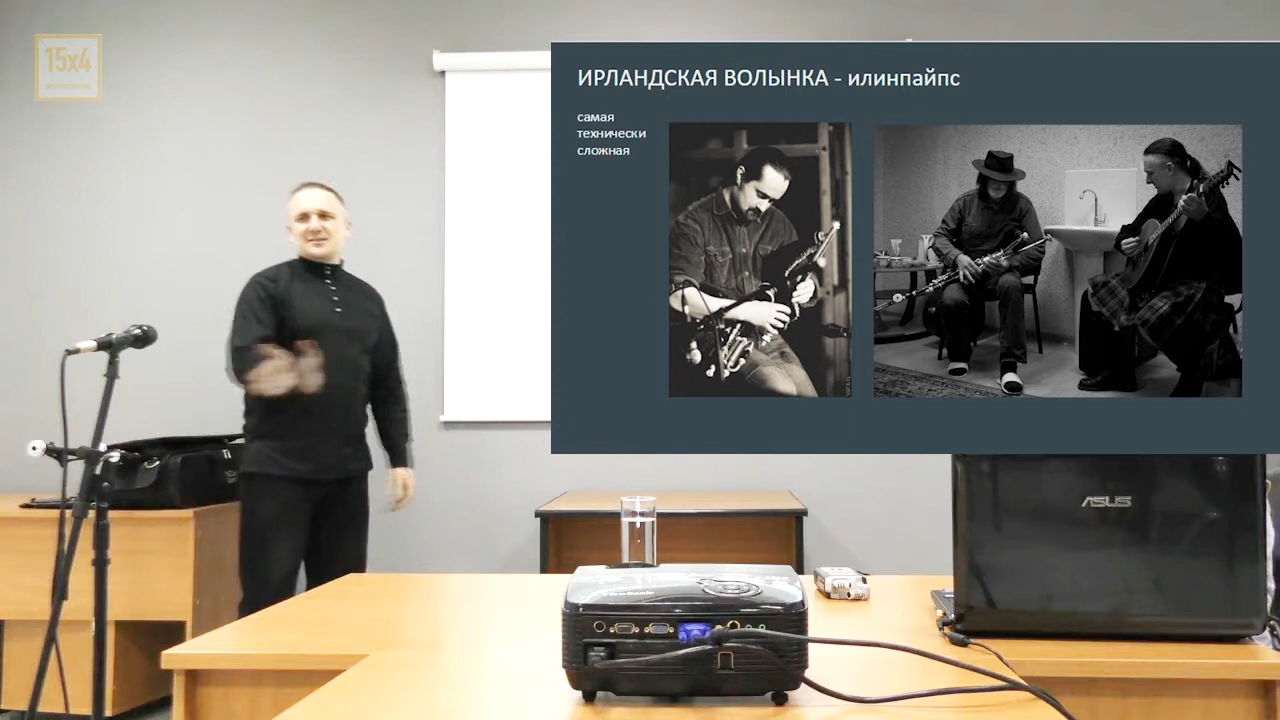 15x4
ИРЛАНДСКАЯ ВОЛЫНКА - илинпайпс
самая
технически
сложная
ASUS